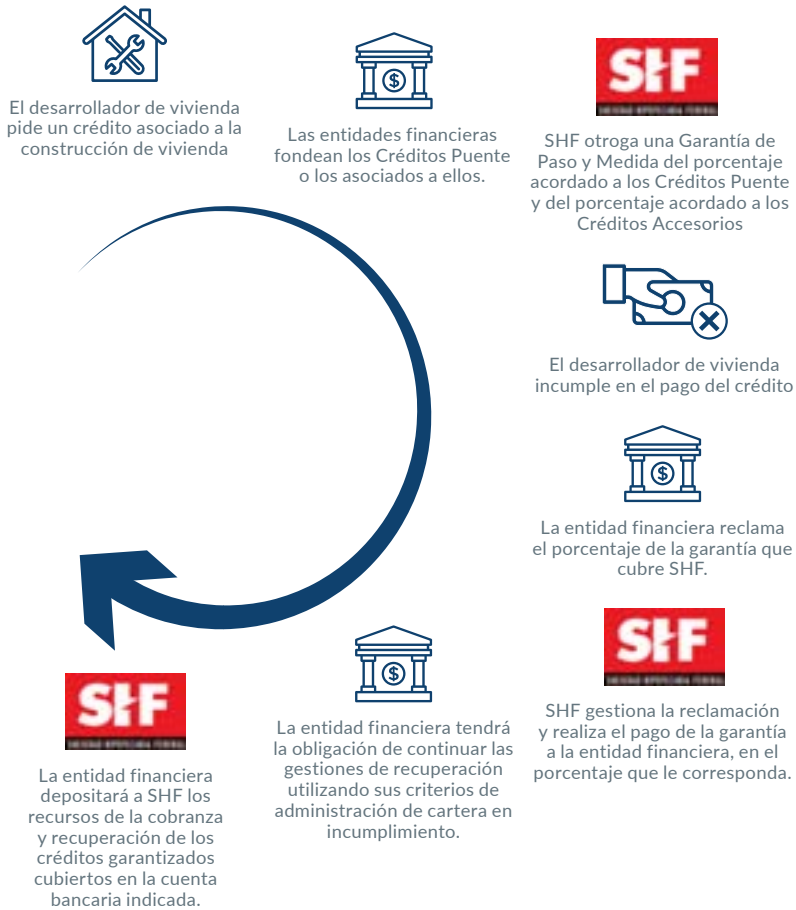 El desarrollador de vivienda
pide un crédito asociado a la
construcción de vivienda
$
Las entidades financieras
fondean los Créditos Puente
o los asociados a ellos.
SHF
SHF otroga una Garantía de
Paso y Medida del porcentaje
acordado a los Créditos Puente
y del porcentaje acordado a los
Créditos Accesorios
El desarrollador de vivienda
incumple en el pago del crédito
$
La entidad financiera reclama
el porcentaje de la garantía que
cubre SHF.
SHF
SHF gestiona la reclamación
y realiza el pago de la garantía
a la entidad financiera, en el
porcentaje que le corresponda.
$
La entidad financiera tendrá
la obligación de continuar las
gestiones de recuperación
utilizando sus criterios de
administración de cartera en
incumplimiento.
SHF
La entidad financiera
depositará a SHF los
recursos de la cobranza
y recuperación de los
créditos garantizados
cubiertos en la cuenta
bancaria indicada.